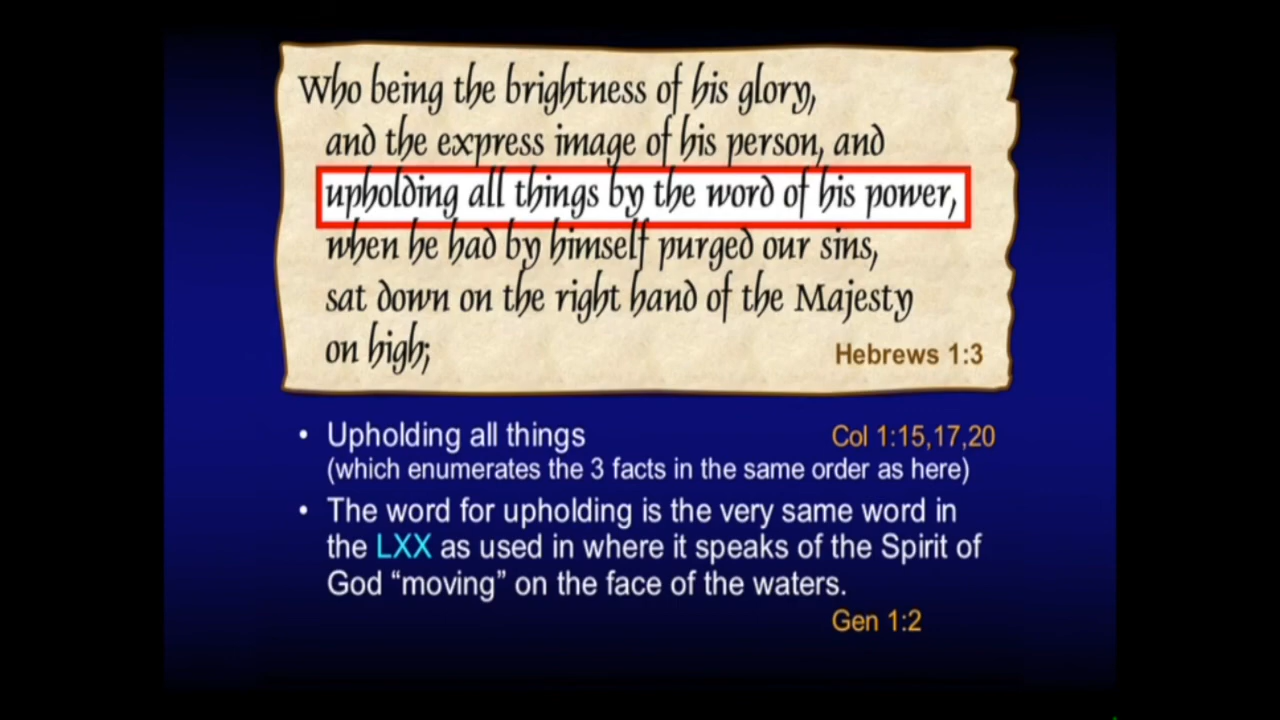 Who being the brightness of his glory,
and the express image of his person, and
upholding all things by the word of his power,
when he had by himself purged our sins,
sat down on the right hand of the Majesty
on high;
Hebrews 1:3
• Upholding all things
Col 1:15,17,20
(which enumerates the 3 facts in the same order as here)
• The word for upholding is the very same word in
the LXX as used in where it speaks of the Spirit of
God “moving” on the face of the waters.
Gen 1:2